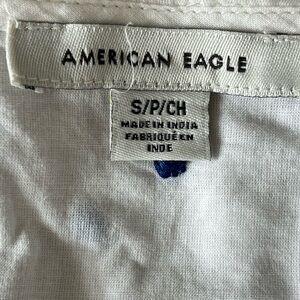 AMERICAN EAGLE
S/P/CH
MADE IN INDIA
FABRIQUÉ EN
INDE